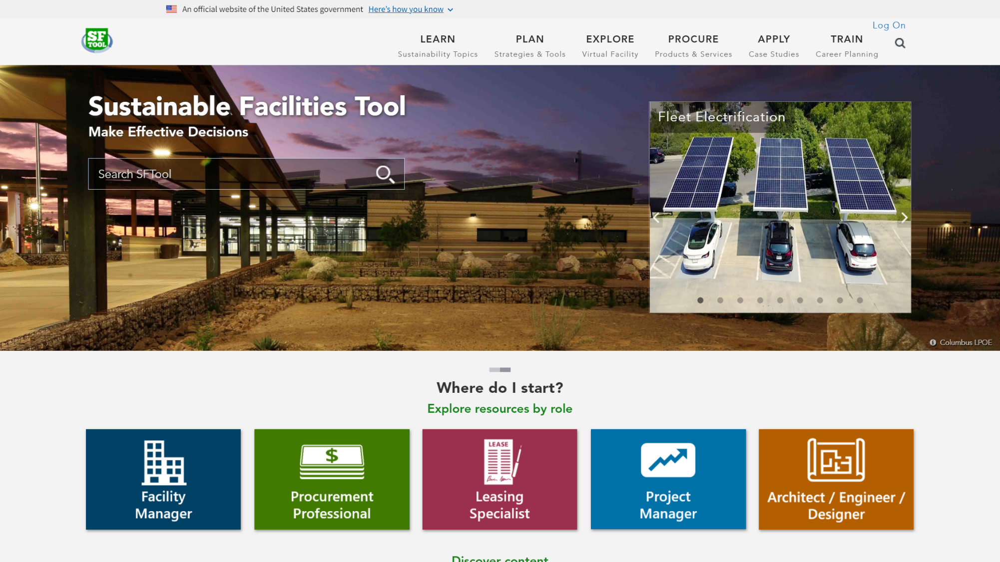 An official website of the United States government Here's how you know
Log On
SF
TOOL
LEARN PLAN EXPLORE PROCURE APPLY TRAIN
Sustainability Topics Strategies & Tools Virtual Facility Products & Services Case Studies Career Planning
Sustainable Facilities Tool
Make Effective Decisions
Search SFTool
Fleet Electrification
Columbus LPOE
Where do I start?
Explore resources by role
LEASE
$
Facility
Manager
Procurement
Professional
Leasing
Specialist
Project
Manager
Architect / Engineer /
Designer
Discover content